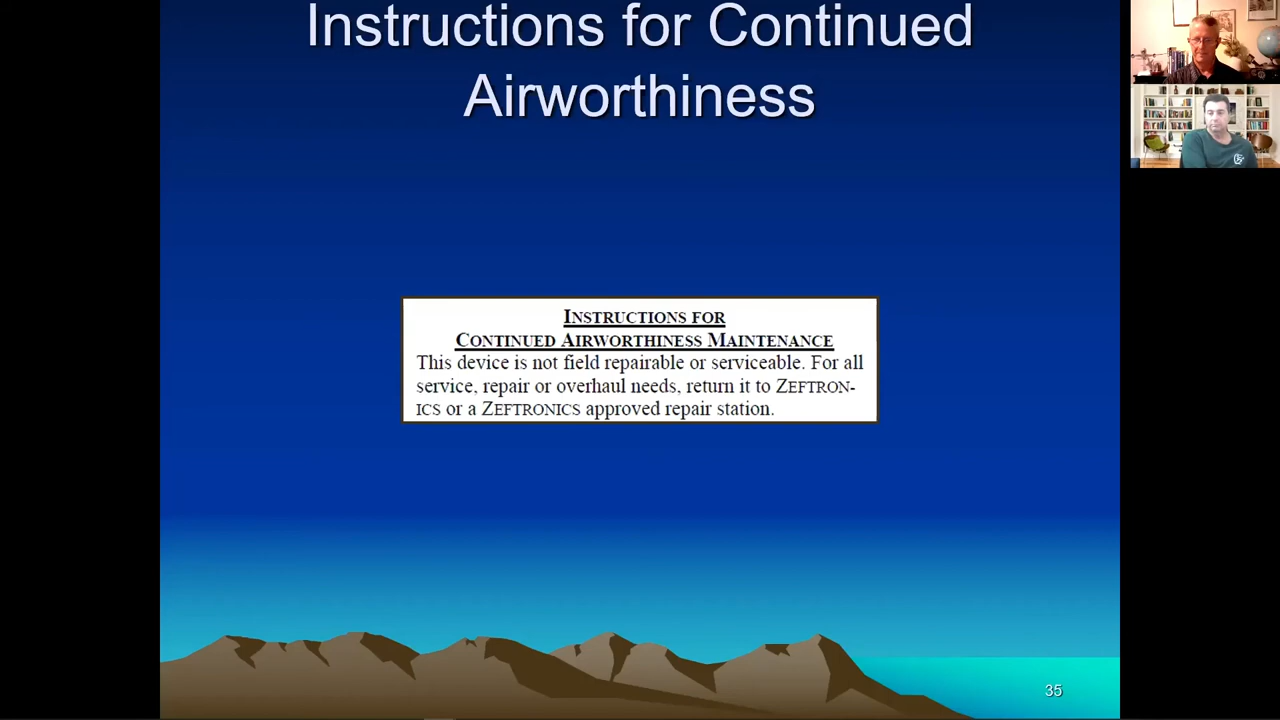 Instructions for Continued
Airworthiness
INSTRUCTIONS FOR
CONTINUED AIRWORTHINESS MAINTENANCE
This device is not field repairable or serviceable. For all
service, repair or overhaul needs, return it to ZEFTRON-
ICS or a ZEFTRONICS approved repair station.
35